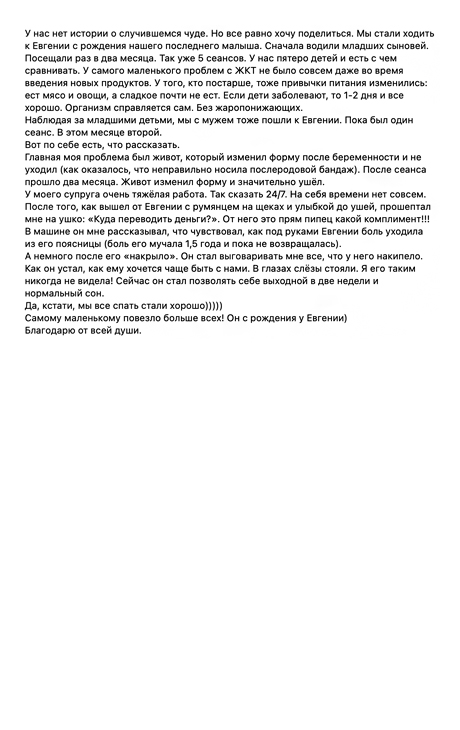 У нас нет истории о случившемся чуде. Но все равно хочу поделиться. Мы стали ходить
к Евгении с рождения нашего последнего малыша. Сначала водили младших сыновей.
Посещали раз в два месяца. Так уже 5 сеансов. У нас пятеро детей и есть с чем
сравнивать. У самого маленького проблем с ЖКТ не было совсем даже во время
введения новых продуктов. У того, кто постарше, тоже привычки питания изменились:
ест мясо и овощи, а сладкое почти не ест. Если дети заболевают, то 1-2 дня и все
хорошо. Организм справляется сам. Без жаропонижающих.
Наблюдая за младшими детьми, мы с мужем тоже пошли к Евгении. Пока был один
сеанс. В этом месяце второй.
Вот по себе есть, что рассказать.
Главная моя проблема был живот, который изменил форму после беременности и не
уходил (как оказалось, что неправильно носила послеродовой бандаж). После сеанса
прошло два месяца. Живот изменил форму и значительно ушёл.
У моего супруга очень тяжёлая работа. Так сказать 24/7. На себя времени нет совсем.
После того, как вышел от Евгении с румянцем на щеках и улыбкой до ушей, прошептал
мне на ушко: «Куда переводить деньги?». От него это прям пипец какой комплимент!!!
В машине он мне рассказывал, что чувствовал, как под руками Евгении боль уходила
из его поясницы (боль его мучала 1,5 года и пока не возвращалась).
А немного после его «накрыло». Он стал выговаривать мне все, что у него накипело.
Как он устал, как ему хочется чаще быть с нами. В глазах слёзы стояли. Я его таким
никогда не видела! Сейчас он стал позволять себе выходной в две недели и
нормальный сон.
Да, кстати, мы все спать стали хорошо)))))
Самому маленькому повезло больше всех! Он с рождения у Евгении)
Благодарю от всей души.